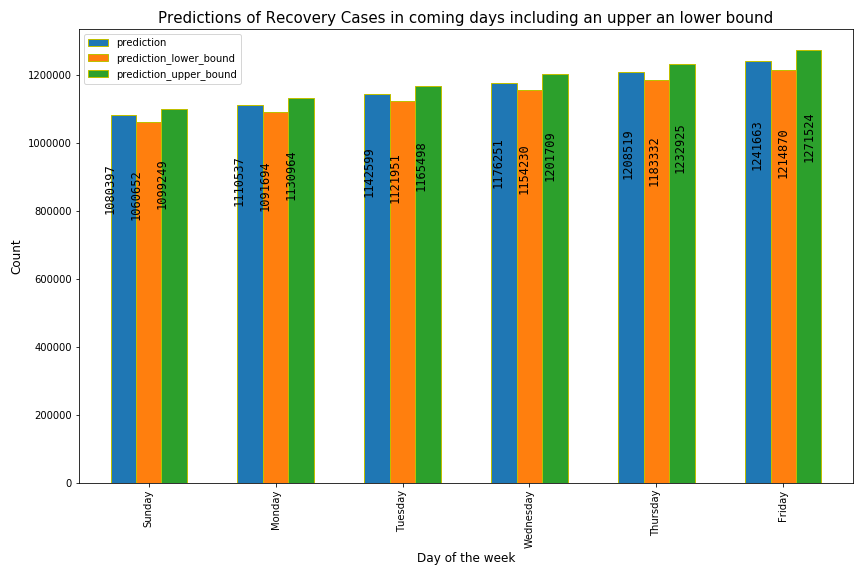 Predictions of Recovery Cases in coming days including an upper an lower bound
prediction
prediction_lower_bound
prediction_upper_bound
Count
1200000
1000000
800000
600000
400000
200000
0
1080397
1060652
1099249
1110537
1091694
1130964
1142599
1121951
1165498
1176251
1154230
1201709
1208519
1183332
1232925
1241663
1214870
1271524
Sunday
Monday
Tuesday
Wednesday
Thursday
Friday
Day of the week